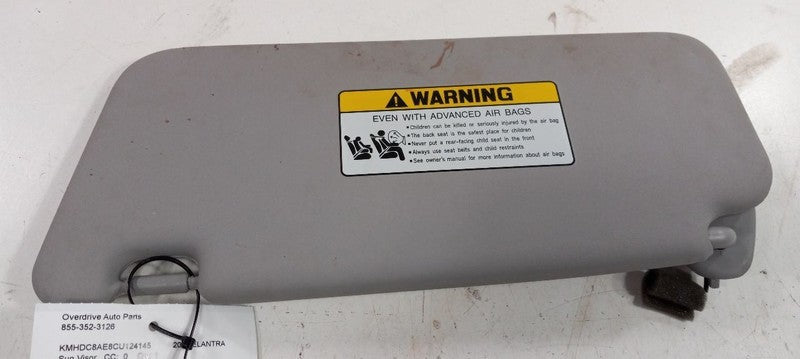 WARNING
EVEN WITH ADVANCED AIR BAGS
•Children can be killed or seriously injured by the air bag
•The back seat is the safest place for children
•Never put a rear-facing child seat in the front
•Always use seat belts and child restraints
•See owner's manual for more information about air bags
Overdrive Auto Parts
855-352-3126
KMHDC8AE8CU124145 ELANTRA
Sun Visor CC: 0